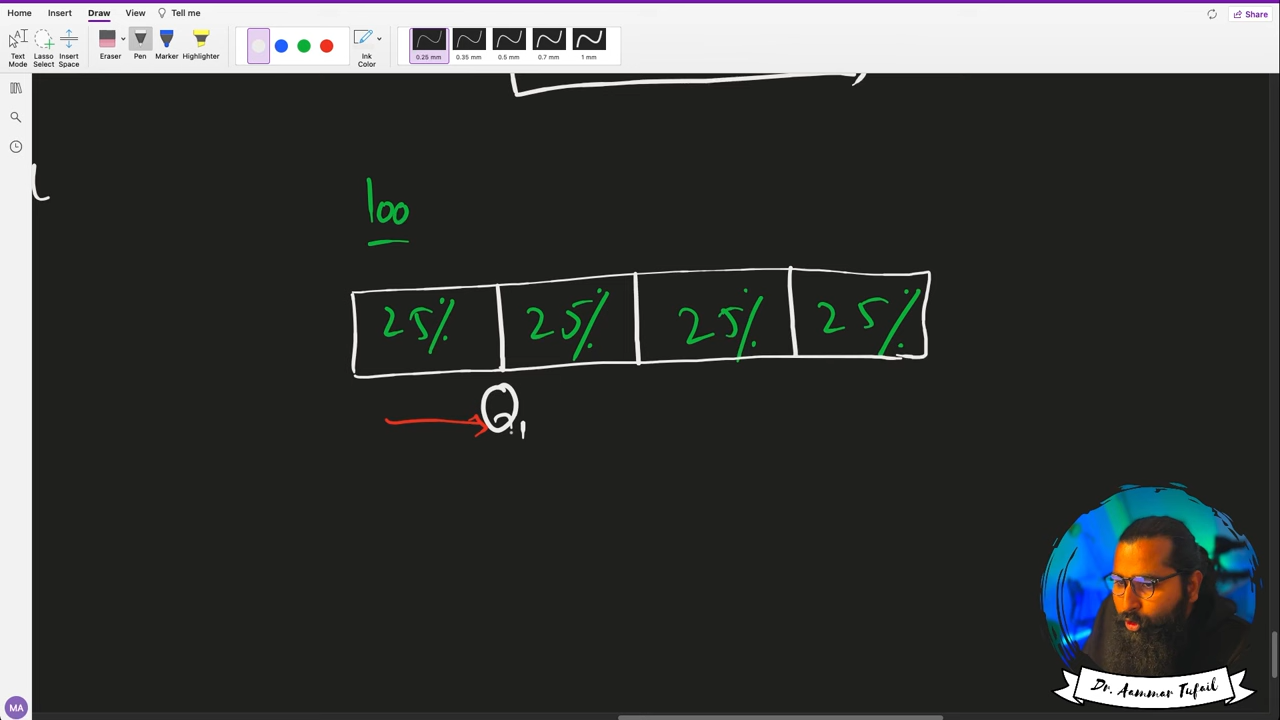 Home Insert Draw View Tell me
Share
Text Mode
Lasso Select
Insert Space
Eraser
Pen
Marker
Highlighter
Ink Color
0.25 mm
0.35 mm
0.5 mm
0.7 mm
1 mm
100
25% 25% 25% 25%
Q1
MA
Dr. Aammar Tufail